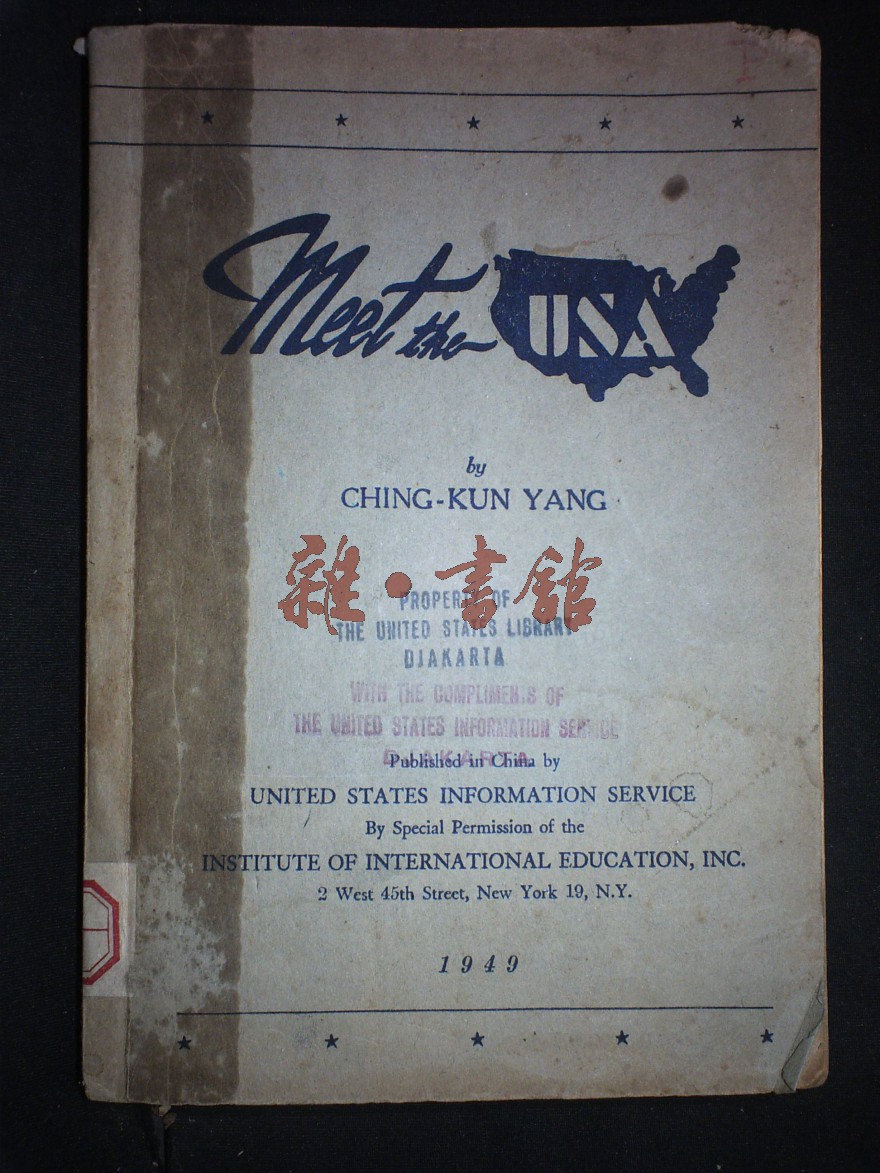 Meet the USA
by
CHING-KUN YANG
雜·書館
PROPERTY OF
THE UNITED STATES LIBRARY
DJAKARTA
WITH THE COMPLIMENTS OF
THE UNITED STATES INFORMATION SERVICE
DJAKARTA
Published in China by
UNITED STATES INFORMATION SERVICE
By Special Permission of the
INSTITUTE OF INTERNATIONAL EDUCATION, INC.
2 West 45th Street, New York 19, N.Y.
1949